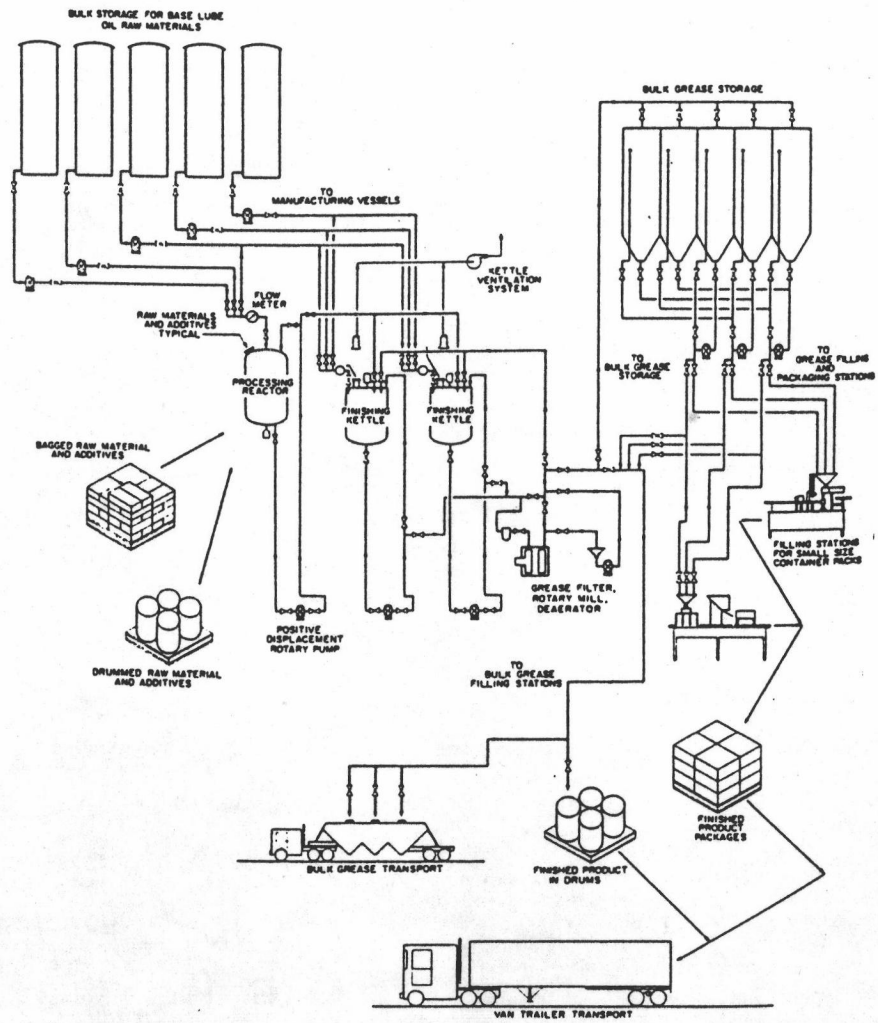 BULK STORAGE FOR BASE LUBE
OIL RAW MATERIALS
BULK GREASE STORAGE
TO
MANUFACTURING VESSELS
KETTLE
VENTILATION
SYSTEM
FLOW
METER
RAW MATERIALS
AND ADDITIVES
TYPICAL
PROCESSING
REACTOR
FINISHING
KETTLE
FINISHING
KETTLE
TO
BULK GREASE
STORAGE
TO
GREASE FILLING
AND
PACKAGING STATIONS
BAGGED RAW MATERIAL
AND ADDITIVES
FILLING STATIONS
FOR SMALL SIZE
CONTAINER PACKS
GREASE FILTER,
ROTARY MILL,
DEAERATOR
POSITIVE
DISPLACEMENT
ROTARY PUMP
DRUMMED RAW MATERIAL
AND ADDITIVES
TO
BULK GREASE
FILLING STATIONS
FINISHED
PRODUCT
PACKAGES
BULK GREASE TRANSPORT
FINISHED PRODUCT
IN DRUMS
VAN TRAILER TRANSPORT